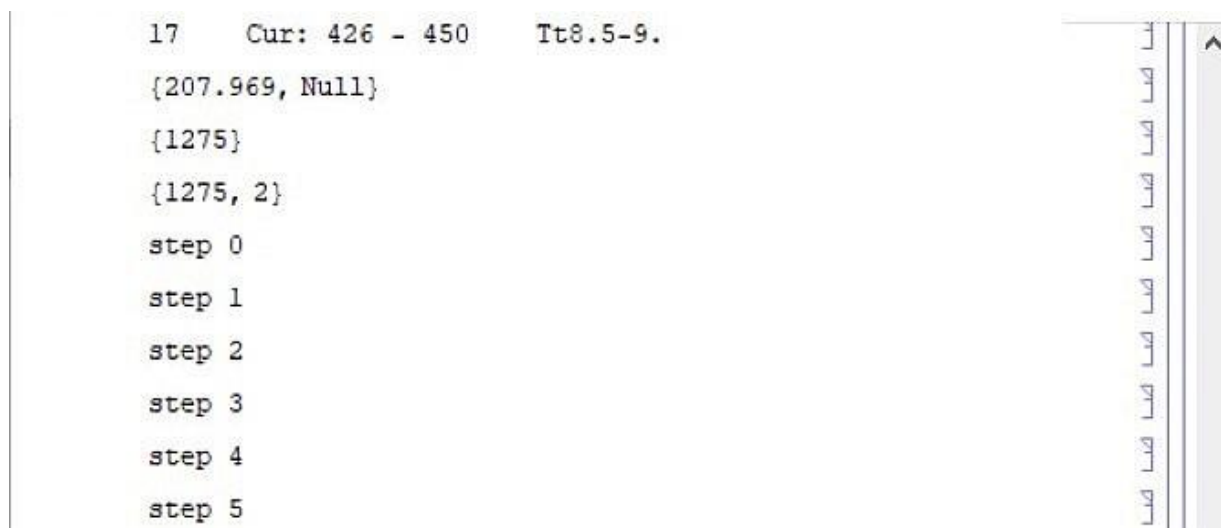 17 Cur: 426 - 450 Tt8.5-9.
{207.969, Null}
{1275}
{1275, 2}
step 0
step 1
step 2
step 3
step 4
step 5